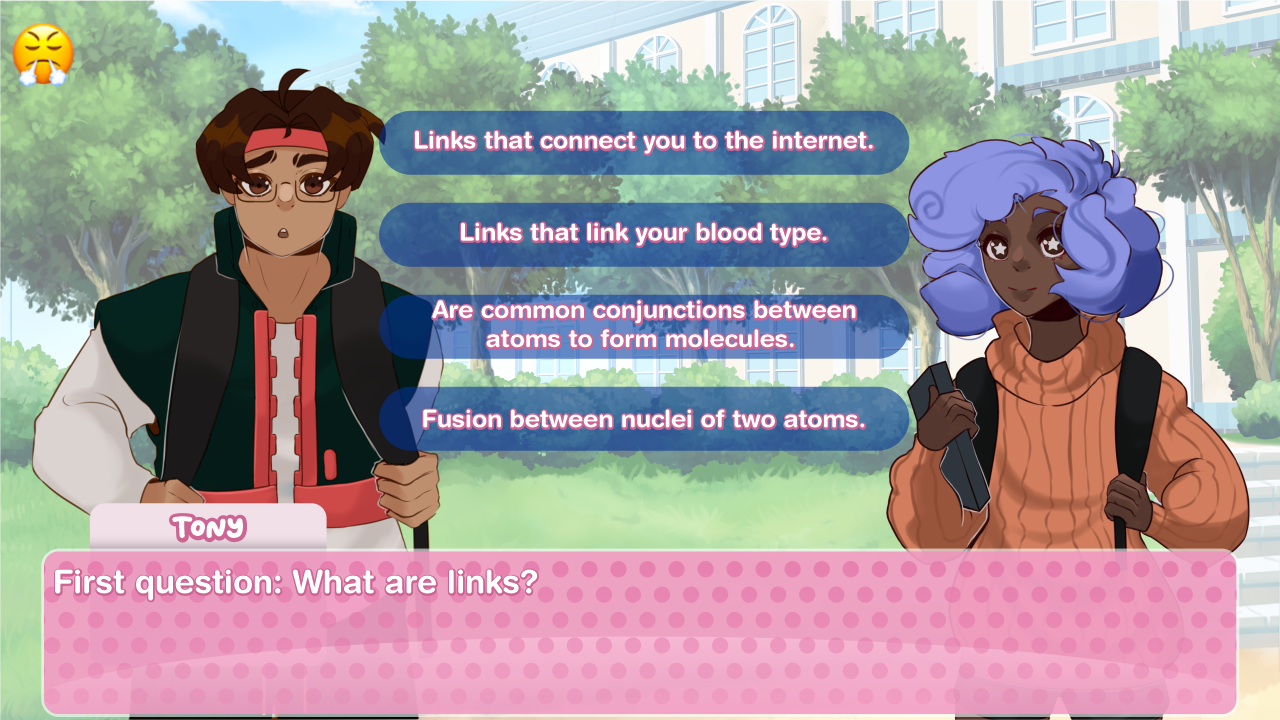 Links that connect you to the internet.
Links that link your blood type.
Are common conjunctions between
atoms to form molecules.
Fusion between nuclei of two atoms.
TONY
First question: What are links?